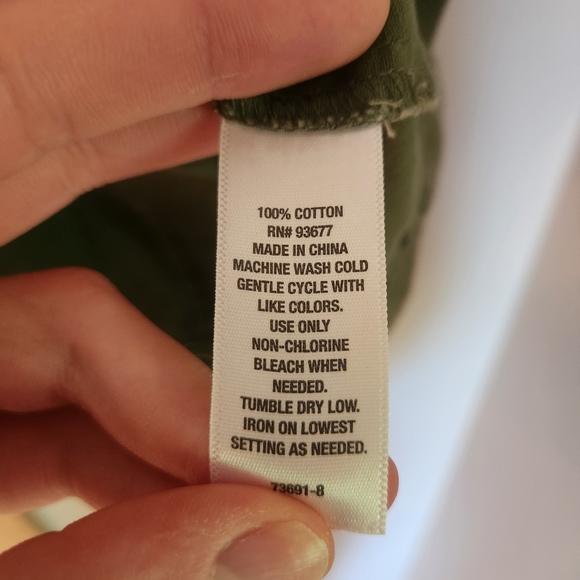 100% COTTON
RN# 93677
MADE IN CHINA
MACHINE WASH COLD
GENTLE CYCLE WITH
LIKE COLORS.
USE ONLY
NON-CHLORINE
BLEACH WHEN
NEEDED.
TUMBLE DRY LOW.
IRON ON LOWEST
SETTING AS NEEDED.
73691-8